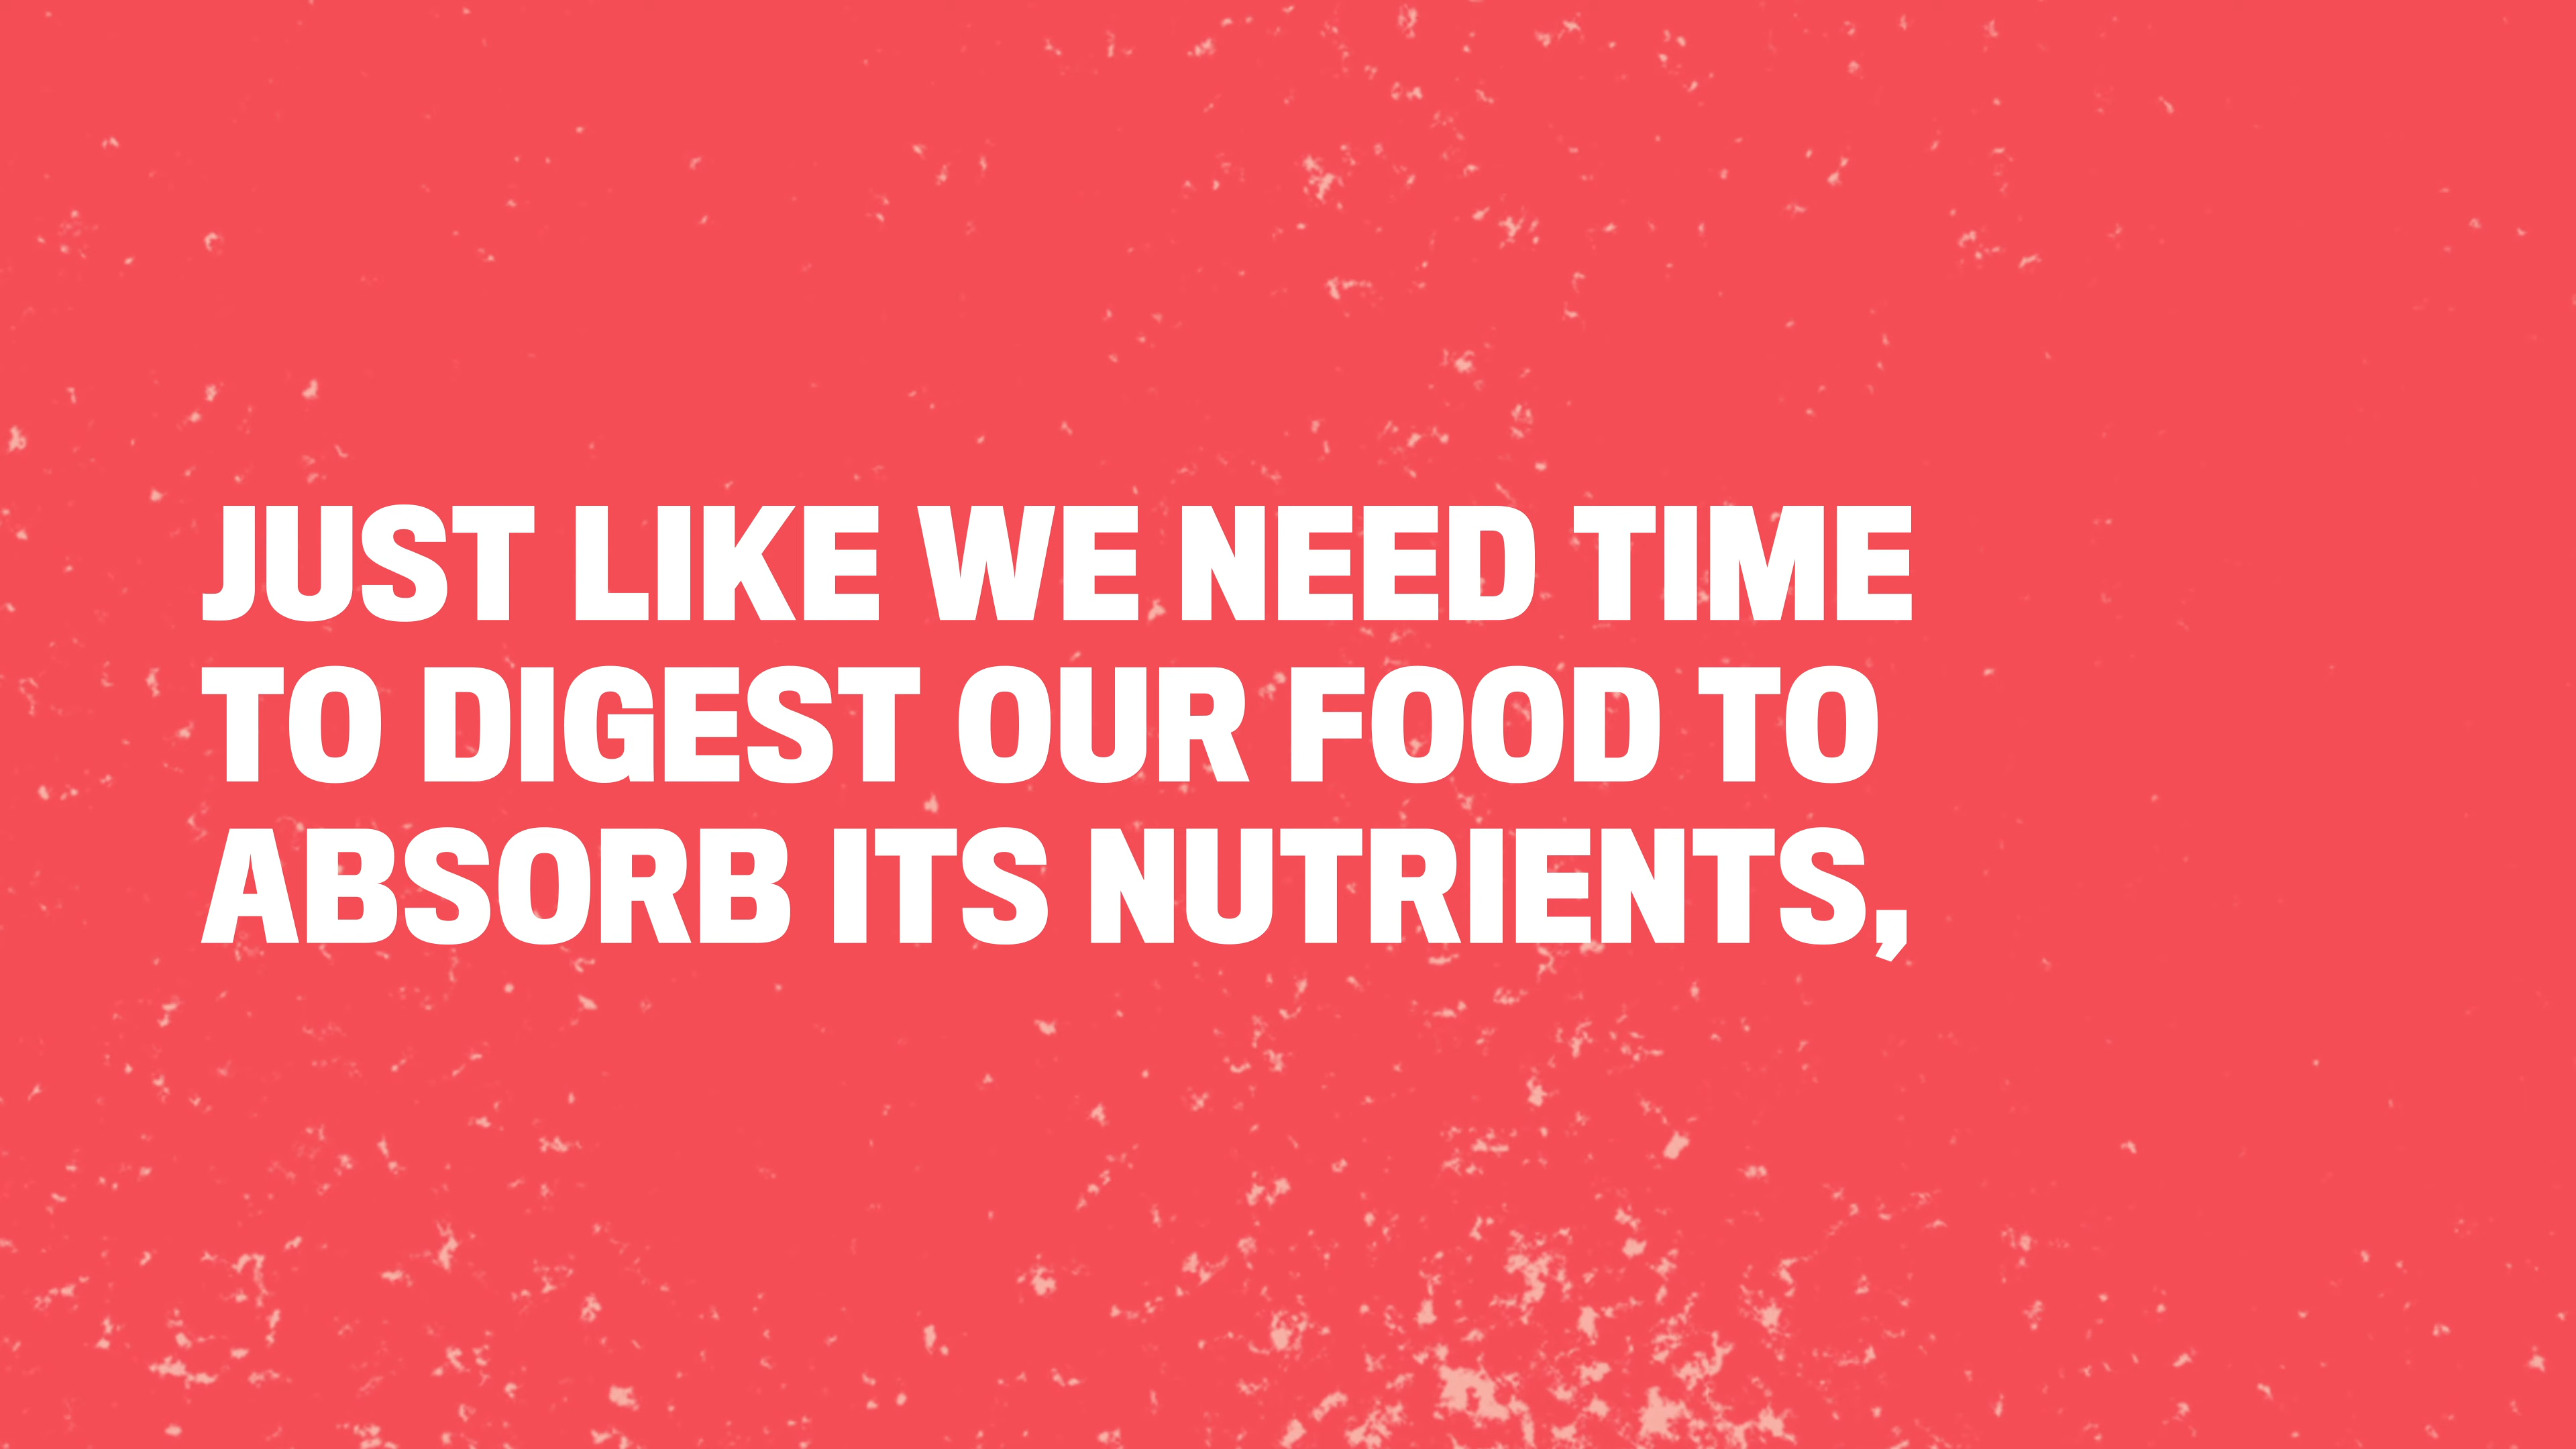 JUST LIKE WE NEED TIME
TO DIGEST OUR FOOD TO
ABSORB ITS NUTRIENTS,